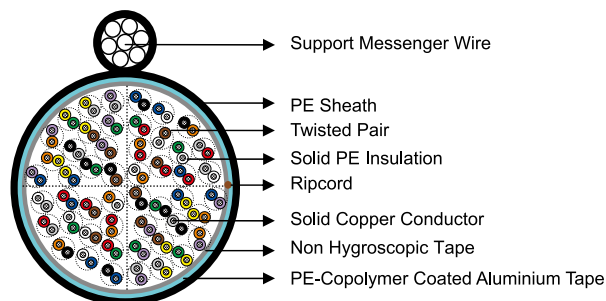 Support Messenger Wire
PE Sheath
Twisted Pair
Solid PE Insulation
Ripcord
Solid Copper Conductor
Non Hygroscopic Tape
PE-Copolymer Coated Aluminium Tape